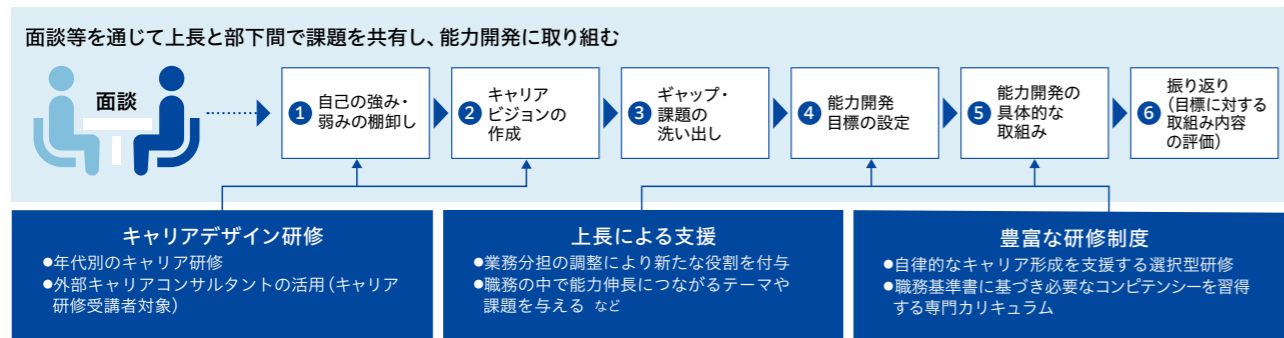 面談等を通じて上長と部下間で課題を共有し、能力開発に取り組む
面談
1 自己の強み・
弱みの棚卸し
2 キャリア
ビジョンの
作成
3 ギャップ・
課題の
洗い出し
4 能力開発
目標の設定
5 能力開発の
具体的な
取組み
6 振り返り
(目標に対する
取組み内容
の評価)
キャリアデザイン研修
●年代別のキャリア研修
●外部キャリアコンサルタントの活用(キャリア
研修受講者対象)
上長による支援
●業務分担の調整により新たな役割を付与
●職務の中で能力伸長につながるテーマや
課題を与える など
豊富な研修制度
●自律的なキャリア形成を支援する選択型研修
●職務基準書に基づき必要なコンピテンシーを習得
する専門カリキュラム